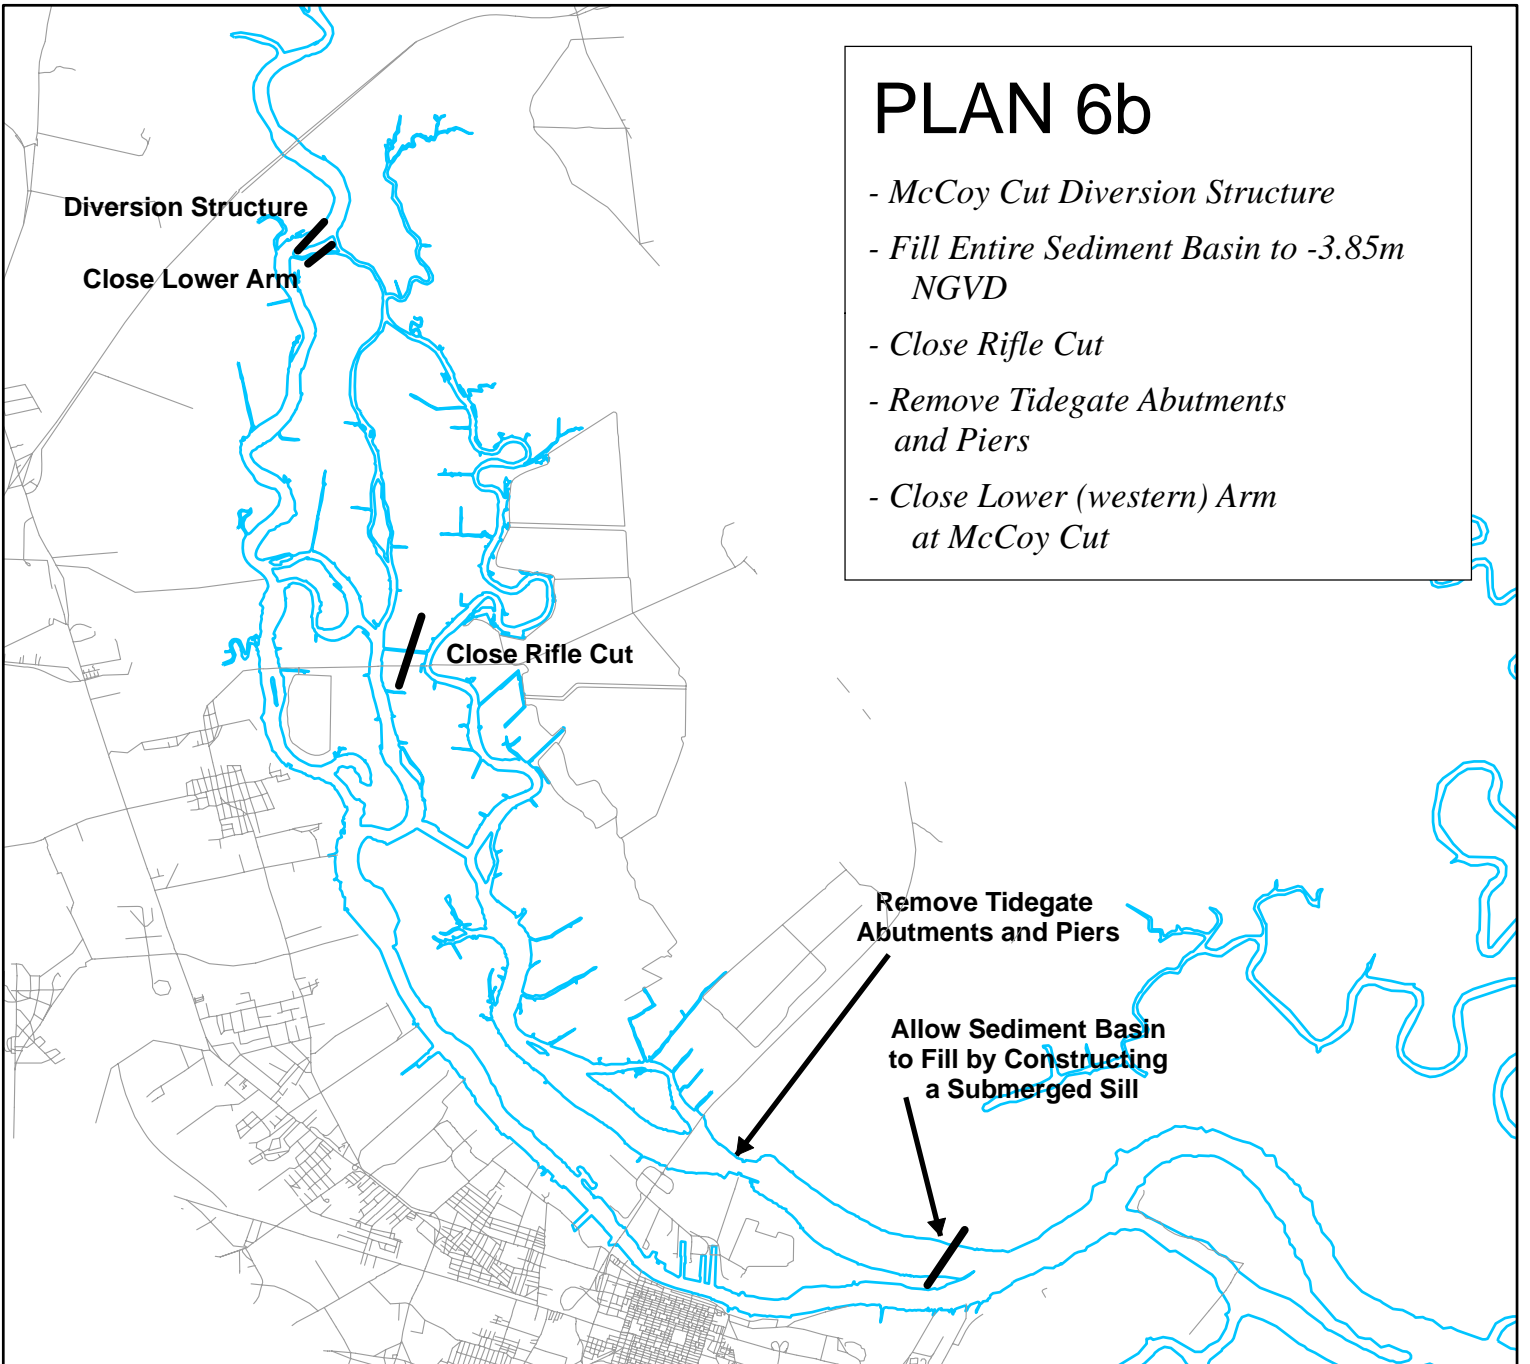 PLAN 6b
- McCoy Cut Diversion Structure
- Fill Entire Sediment Basin to -3.85m
NGVD
- Close Rifle Cut
- Remove Tidegate Abutments
and Piers
- Close Lower (western) Arm
at McCoy Cut
Diversion Structure
Close Lower Arm
Close Rifle Cut
Remove Tidegate
Abutments and Piers
Allow Sediment Basin
to Fill by Constructing
a Submerged Sill